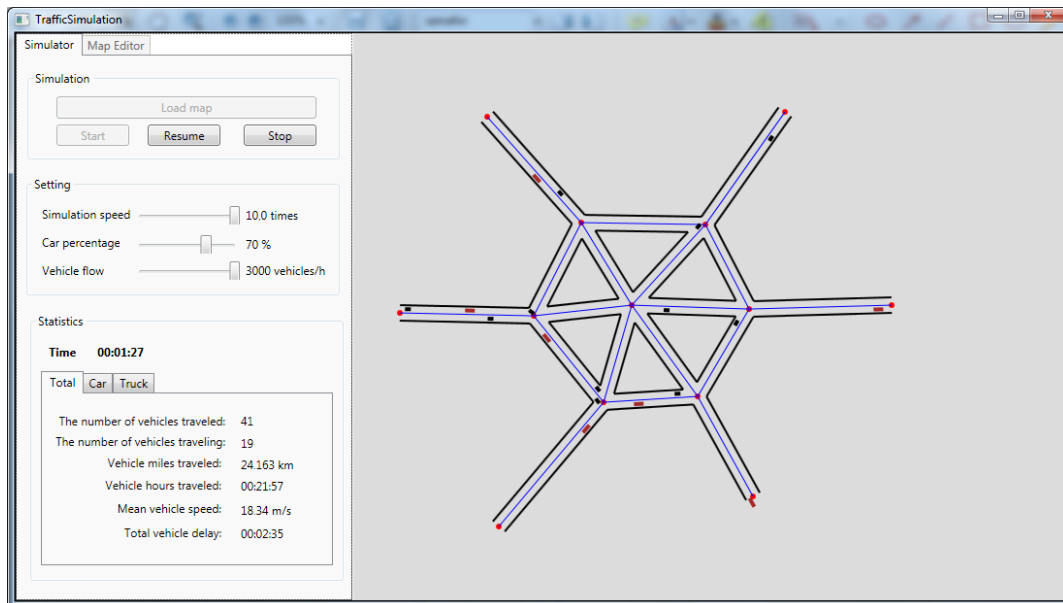 TrafficSimulation
Simulator Map Editor
Simulation
Load map
Start Resume Stop
Setting
Simulation speed 10.0 times
Car percentage 70 %
Vehicle flow 3000 vehicles/h
Statistics
Time 00:01:27
Total Car Truck
The number of vehicles traveled: 41
The number of vehicles traveling: 19
Vehicle miles traveled: 24.163 km
Vehicle hours traveled: 00:21:57
Mean vehicle speed: 18.34 m/s
Total vehicle delay: 00:02:35